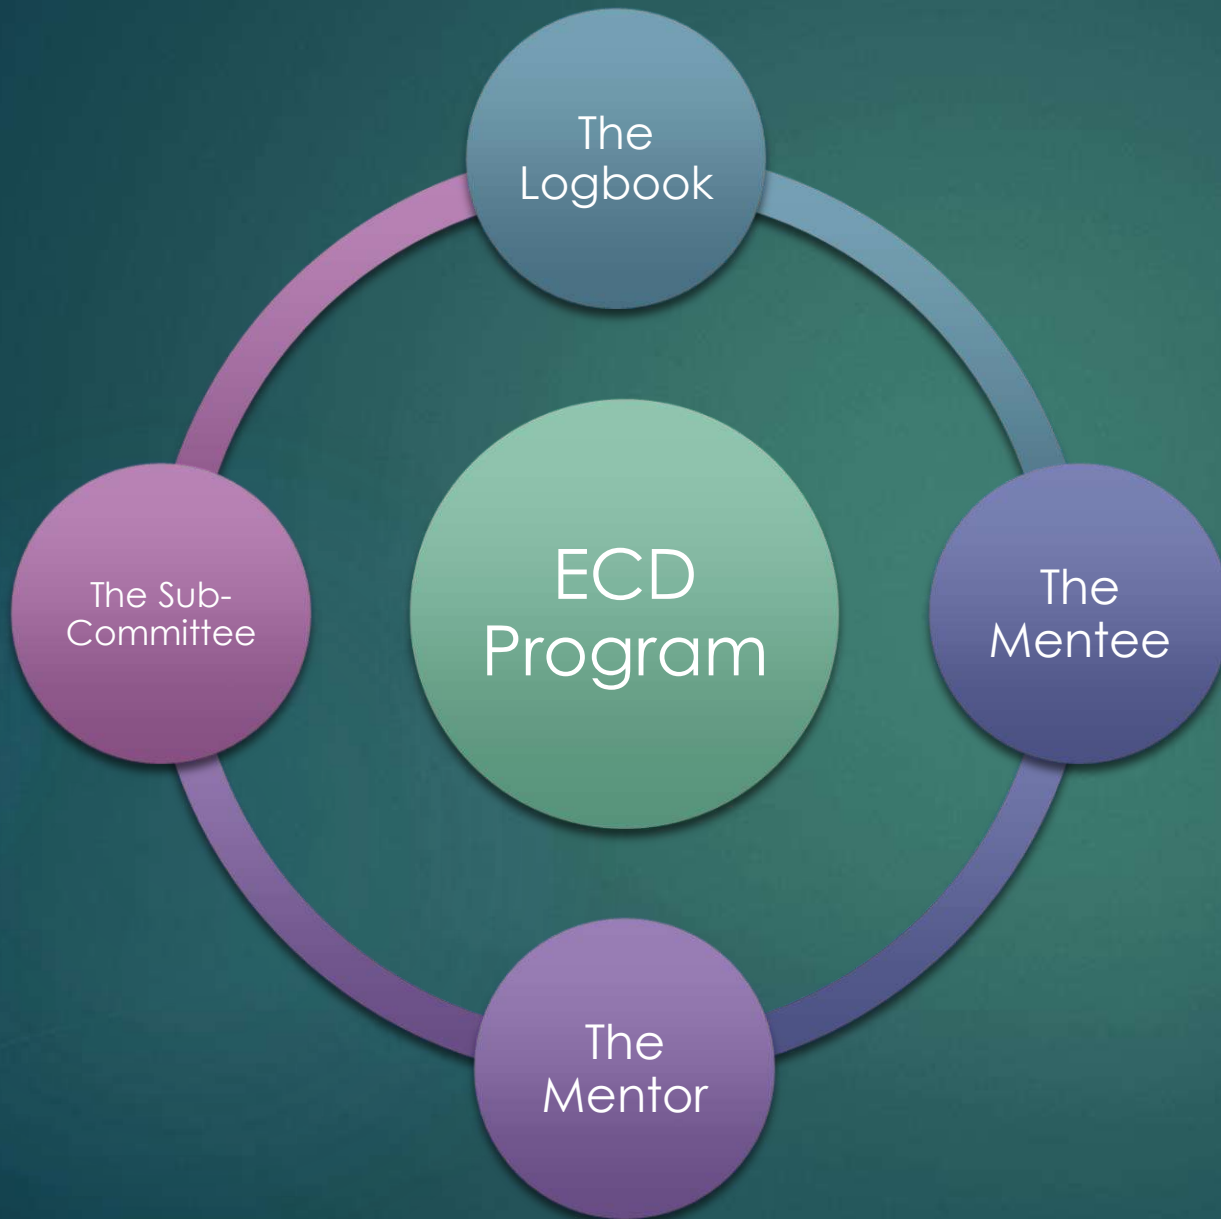 The
Logbook
ECD
Program
The Sub-
Committee
The
Mentee
The
Mentor